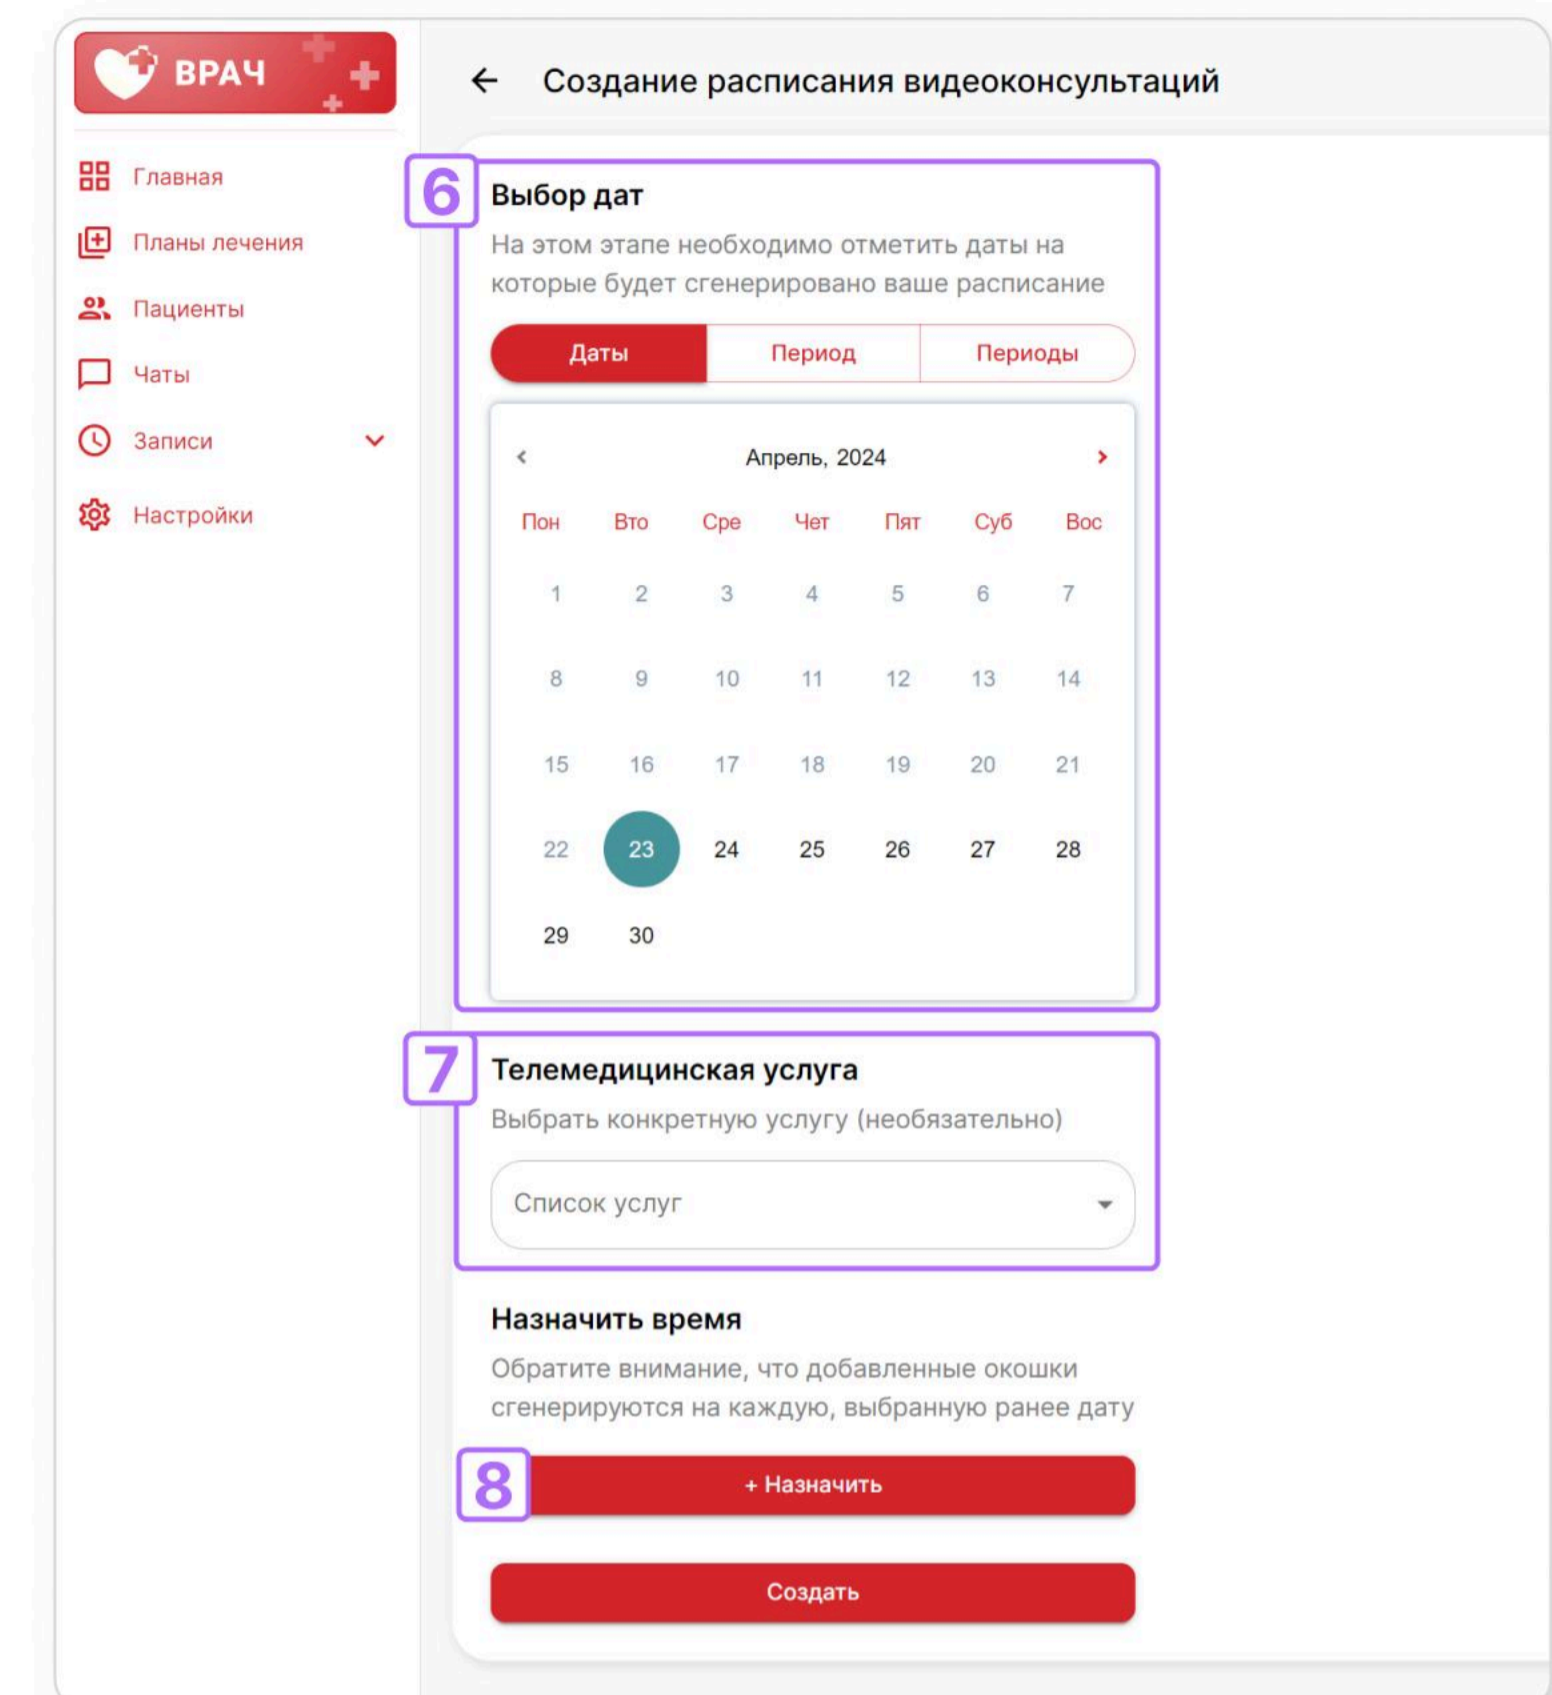 ВРАЧ
Главная
Планы лечения
Пациенты
Чаты
Записи
Настройки
Создание расписания видеоконсультаций
6
Выбор дат
На этом этапе необходимо отметить даты на
которые будет сгенерировано ваше расписание
Даты Период Периоды
Апрель, 2024
Пон Вто Сре Чет Пят Суб Вос
1 2 3 4 5 6 7
8 9 10 11 12 13 14
15 16 17 18 19 20 21
22 23 24 25 26 27 28
29 30
7
Телемедицинская услуга
Выбрать конкретную услугу (необязательно)
Список услуг
Назначить время
Обратите внимание, что добавленные окошки
сгенерируются на каждую, выбранную ранее дату
8
+ Назначить
Создать